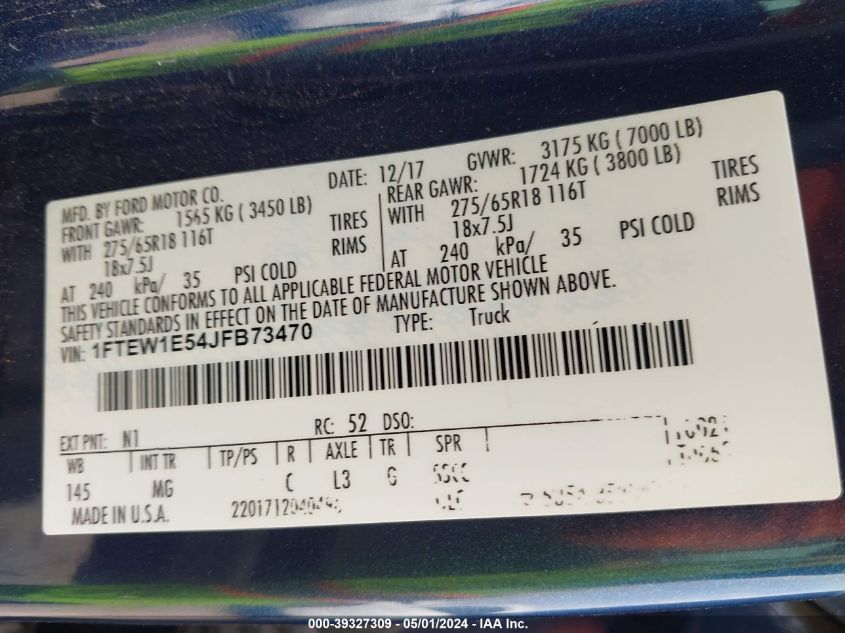 MFD. BY FORD MOTOR CO.
DATE: 12/17 GVWR: 3175 KG ( 7000 LB)
FRONT GAWR: 1565 KG ( 3450 LB)
REAR GAWR: 1724 KG ( 3800 LB)
WITH 275/65R18 116T TIRES
WITH 275/65R18 116T TIRES
18x7.5J RIMS
18x7.5J RIMS
AT 240 kPa/ 35 PSI COLD
AT 240 kPa/ 35 PSI COLD
THIS VEHICLE CONFORMS TO ALL APPLICABLE FEDERAL MOTOR VEHICLE
SAFETY STANDARDS IN EFFECT ON THE DATE OF MANUFACTURE SHOWN ABOVE.
VIN: 1FTEW1E54JFB73470 TYPE: Truck
EXT PNT: N1 RC: 52 DSO:
WB INT TR TP/PS R AXLE TR SPR
145 MG C L3 G
MADE IN U.S.A.
000-39327309 - 05/01/2024 - IAA Inc.